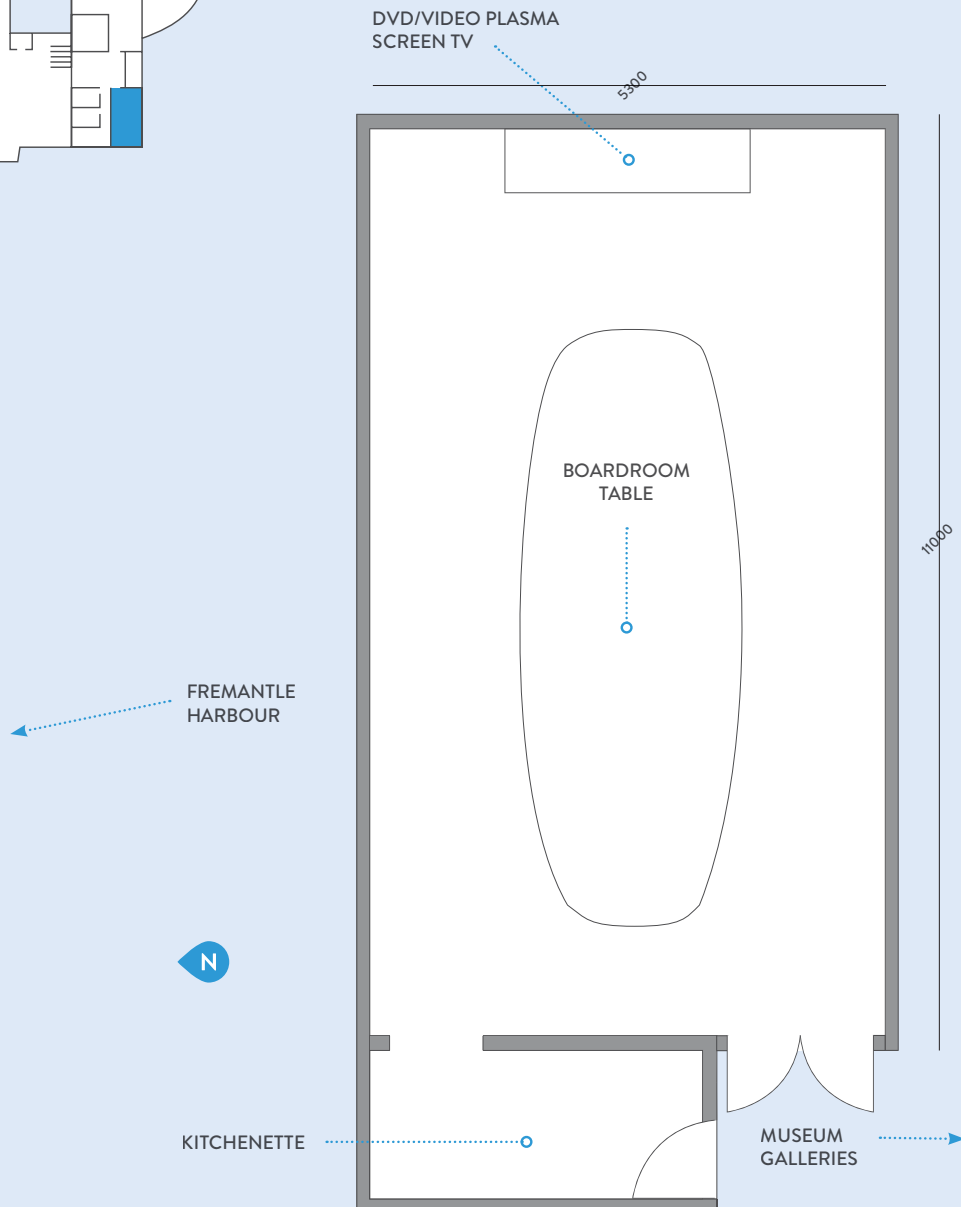 DVD/VIDEO PLASMA
SCREEN TV
5300
BOARDROOM
TABLE
11000
FREMANTLE
HARBOUR
N
KITCHENETTE
MUSEUM
GALLERIES